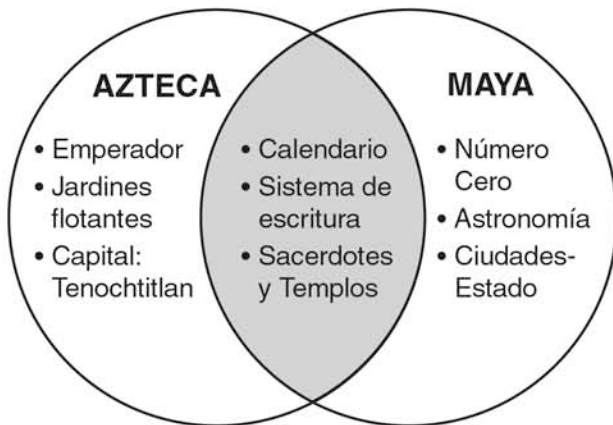 AZTECA
• Emperador
• Jardines
flotantes
• Capital:
Tenochtitlan
• Calendario
• Sistema de
escritura
• Sacerdotes
y Templos
MAYA
• Número
Cero
• Astronomía
• Ciudades-
Estado